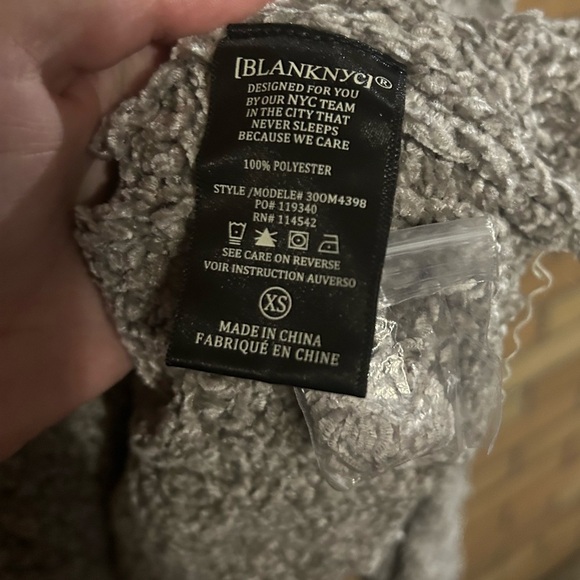 [BLANKNYC]®
DESIGNED FOR YOU
BY OUR NYC TEAM
IN THE CITY THAT
NEVER SLEEPS
BECAUSE WE CARE
100% POLYESTER
STYLE /MODELE# 30OM4398
PO# 119340
RN# 114542
SEE CARE ON REVERSE
VOIR INSTRUCTION AUVERSO
XS
MADE IN CHINA
FABRIQUÉ EN CHINE